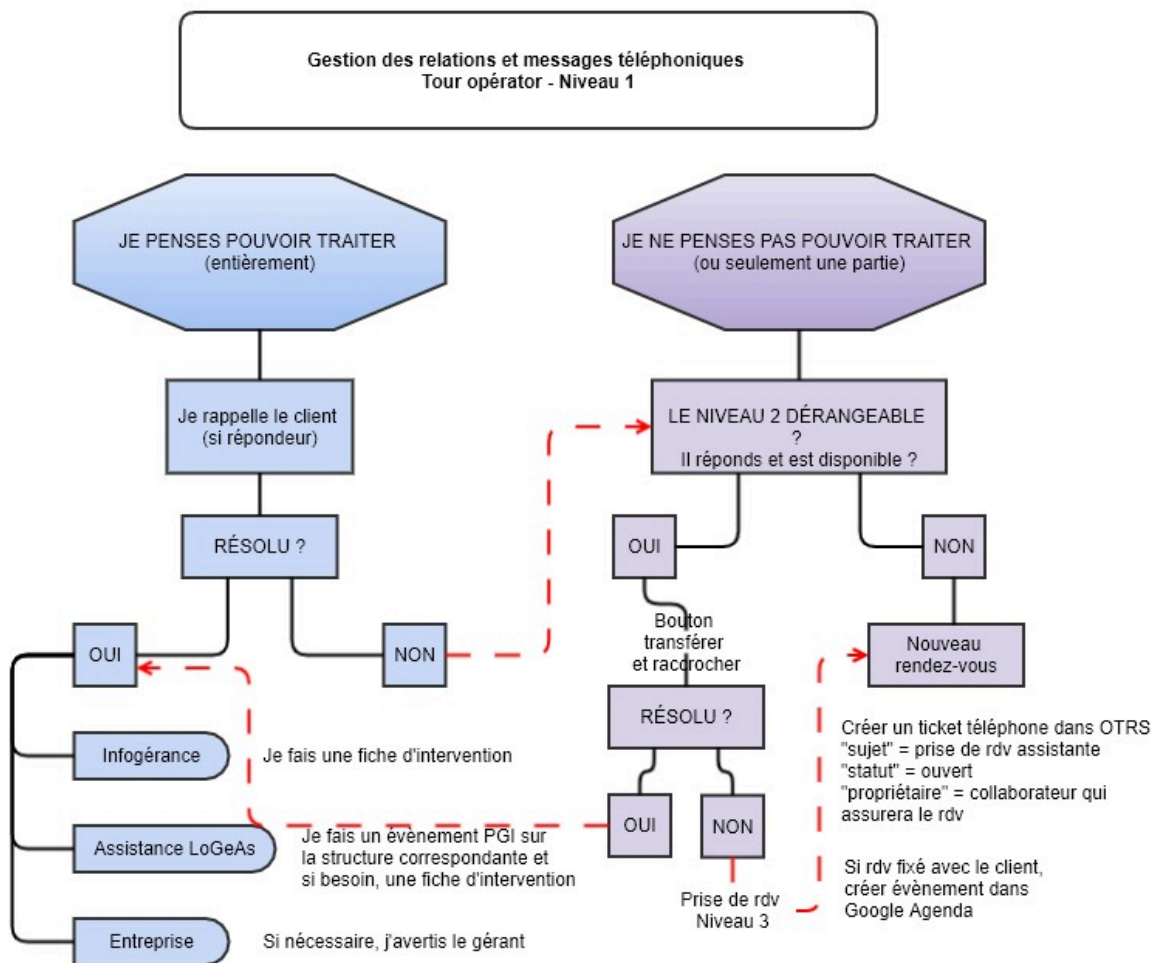 Gestion des relations et messages téléphoniques
Tour opérator - Niveau 1
JE PENSES POUVOIR TRAITER
(entièrement)
JE NE PENSES PAS POUVOIR TRAITER
(ou seulement une partie)
Je rappelle le client
(si répondeur)
LE NIVEAU 2 DÉRANGEABLE
?
Il réponds et est disponible ?
RÉSOLU ?
OUI
NON
OUI
NON
Bouton
transférer
et raccrocher
Nouveau
rendez-vous
RÉSOLU ?
Infogérance
Je fais une fiche d'intervention
Créer un ticket téléphone dans OTRS
"sujet" = prise de rdv assistante
"statut" = ouvert
"propriétaire" = collaborateur qui
assurera le rdv
OUI
NON
Assistance LoGeAs
Je fais un évènement PGI sur
la structure correspondante et
si besoin, une fiche d'intervention
Prise de rdv
Niveau 3
Si rdv fixé avec le client,
créer évènement dans
Google Agenda
Entreprise
Si nécessaire, j'avertis le gérant